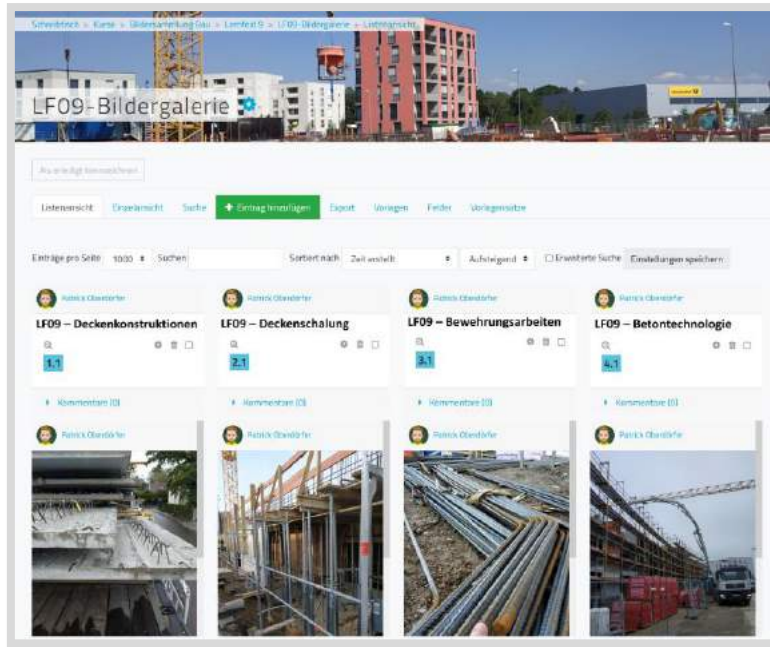 Schreibtisch > Kurse > Bildersammlung Bau > Lernfeld 9 > LF09-Bildergalerie > Listenansicht
LF09-Bildergalerie
Als erledigt kennzeichnen
Listenansicht Einzelansicht Suche + Eintrag hinzufügen Export Vorlagen Felder Vorlagensätze
Einträge pro Seite 1000 Suchen Sortiert nach Zeit erstellt Aufsteigend Erweiterte Suche Einstellungen speichern
Patrick Oberdörfer Patrick Oberdörfer Patrick Oberdörfer Patrick Oberdörfer
LF09 – Deckenkonstruktionen LF09 – Deckenschalung LF09 – Bewehrungsarbeiten LF09 – Betontechnologie
1.1 2.1 3.1 4.1
Kommentare (0) Kommentare (0) Kommentare (0) Kommentare (0)
Patrick Oberdörfer Patrick Oberdörfer Patrick Oberdörfer Patrick Oberdörfer